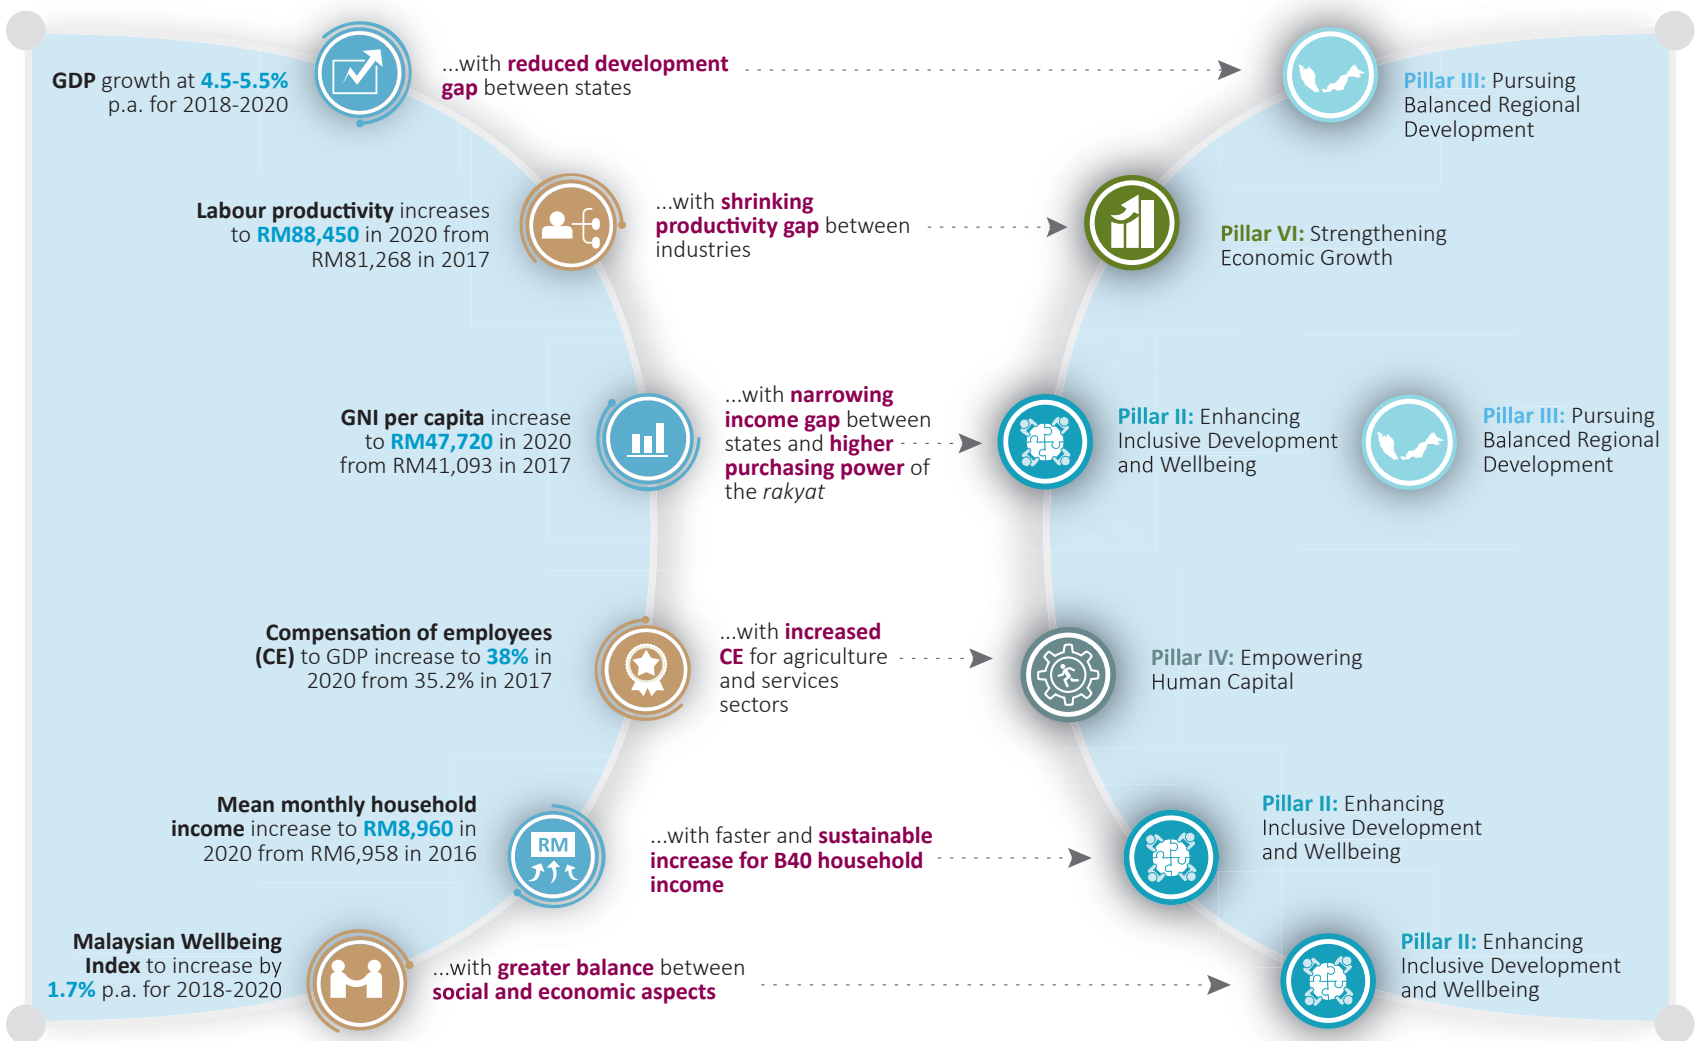 GDP growth at 4.5-5.5%
p.a. for 2018-2020
...with reduced development
gap between states
Pillar III: Pursuing
Balanced Regional
Development
Labour productivity increases
to RM88,450 in 2020 from
RM81,268 in 2017
...with shrinking
productivity gap between
industries
Pillar VI: Strengthening
Economic Growth
GNI per capita increase
to RM47,720 in 2020
from RM41,093 in 2017
...with narrowing
income gap between
states and higher
purchasing power of
the rakyat
Pillar II: Enhancing
Inclusive Development
and Wellbeing
Pillar III: Pursuing
Balanced Regional
Development
Compensation of employees
(CE) to GDP increase to 38% in
2020 from 35.2% in 2017
...with increased
CE for agriculture
and services
sectors
Pillar IV: Empowering
Human Capital
Mean monthly household
income increase to RM8,960 in
2020 from RM6,958 in 2016
RM
...with faster and sustainable
increase for B40 household
income
Pillar II: Enhancing
Inclusive Development
and Wellbeing
Malaysian Wellbeing
Index to increase by
1.7% p.a. for 2018-2020
...with greater balance between
social and economic aspects
Pillar II: Enhancing
Inclusive Development
and Wellbeing